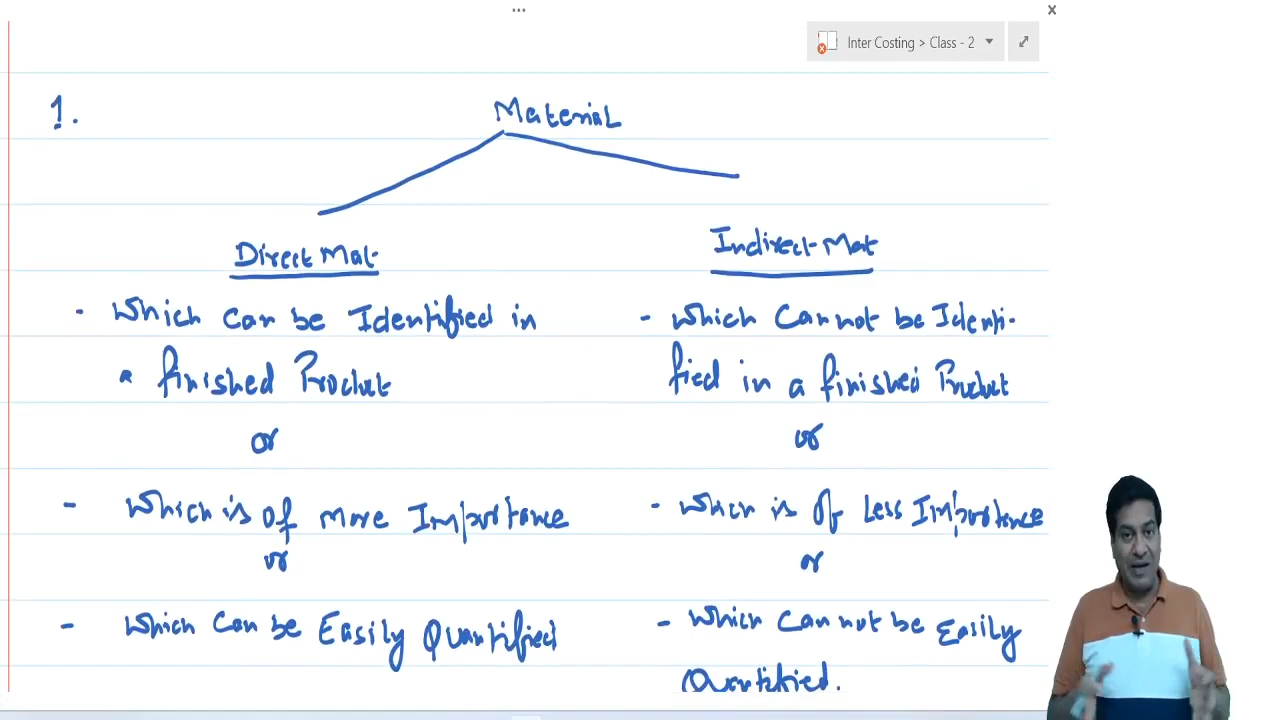 Inter Costing > Class - 2
1.
Material
Direct Mat.
Indirect Mat
- Which can be Identified in
a finished Product
or
- Which is of more Importance
or
- Which can be Easily Quantified
- Which cannot be Identi-
fied in a finished Product
or
- Which is of Less Importance
or
- Which cannot be Easily
Quantified.